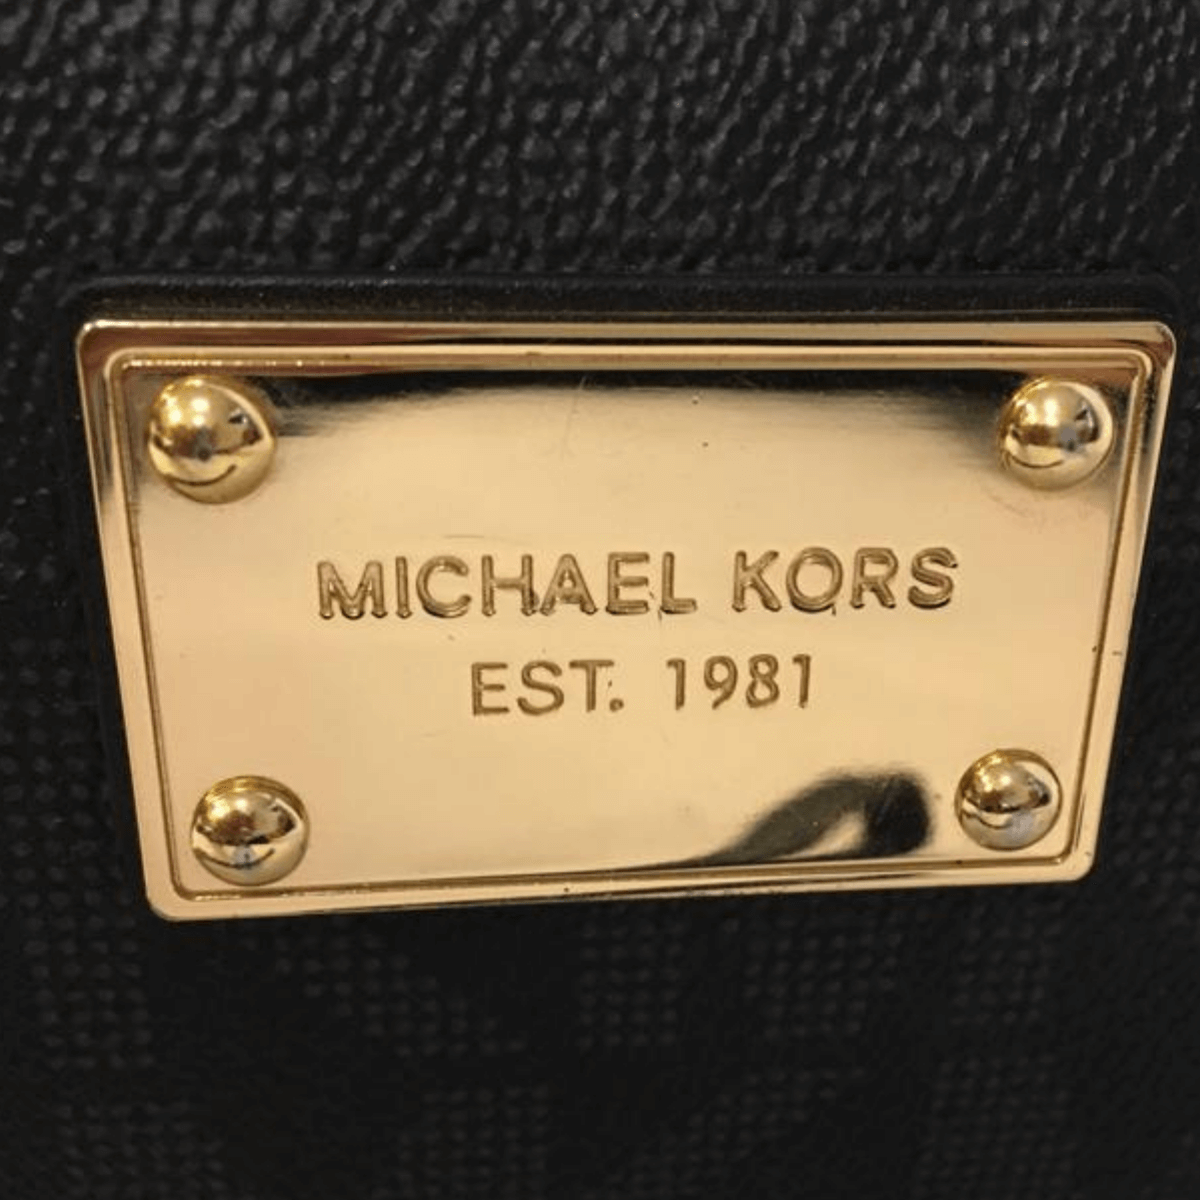 MICHAEL KORS
EST. 1981